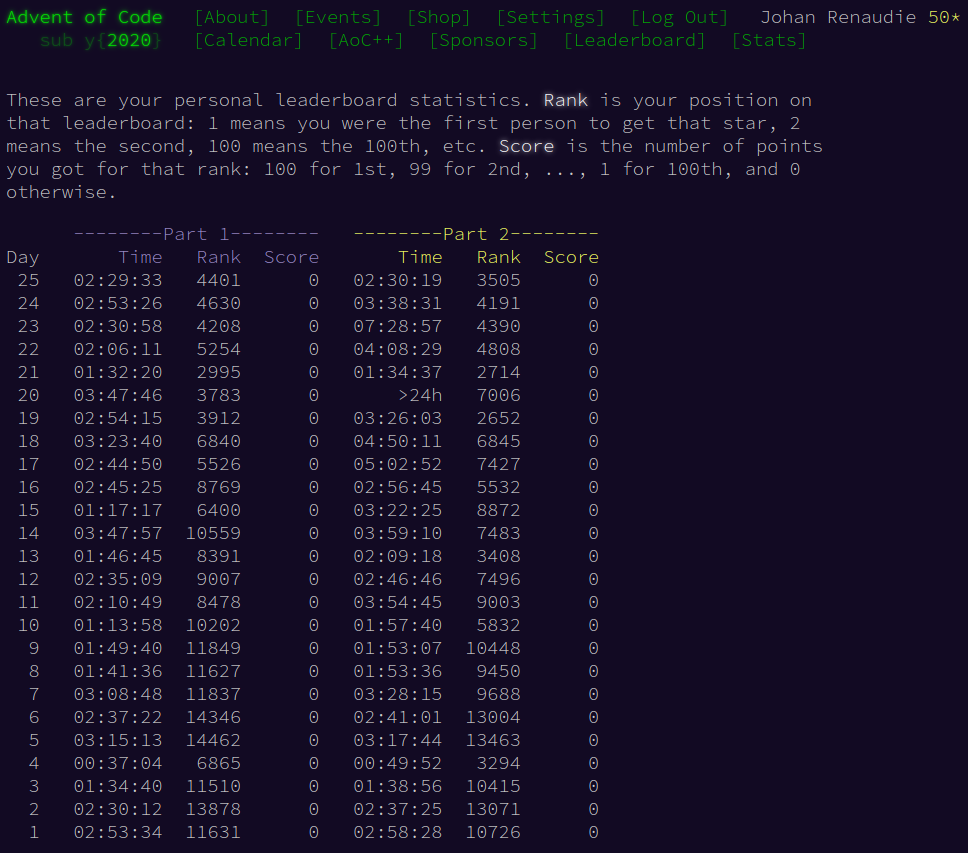 Advent of Code [About] [Events] [Shop] [Settings] [Log Out] Johan Renaudie 50*
sub y{2020} [Calendar] [AoC++] [Sponsors] [Leaderboard] [Stats]
These are your personal leaderboard statistics. Rank is your position on
that leaderboard: 1 means you were the first person to get that star, 2
means the second, 100 means the 100th, etc. Score is the number of points
you got for that rank: 100 for 1st, 99 for 2nd, ..., 1 for 100th, and 0
otherwise.
--------Part 1-------- --------Part 2--------
Day Time Rank Score Time Rank Score
25 02:29:33 4401 0 02:30:19 3505 0
24 02:53:26 4630 0 03:38:31 4191 0
23 02:30:58 4208 0 07:28:57 4390 0
22 02:06:11 5254 0 04:08:29 4808 0
21 01:32:20 2995 0 01:34:37 2714 0
20 03:47:46 3783 0 >24h 7006 0
19 02:54:15 3912 0 03:26:03 2652 0
18 03:23:40 6840 0 04:50:11 6845 0
17 02:44:50 5526 0 05:02:52 7427 0
16 02:45:25 8769 0 02:56:45 5532 0
15 01:17:17 6400 0 03:22:25 8872 0
14 03:47:57 10559 0 03:59:10 7483 0
13 01:46:45 8391 0 02:09:18 3408 0
12 02:35:09 9007 0 02:46:46 7496 0
11 02:10:49 8478 0 03:54:45 9003 0
10 01:13:58 10202 0 01:57:40 5832 0
9 01:49:40 11849 0 01:53:07 10448 0
8 01:41:36 11627 0 01:53:36 9450 0
7 03:08:48 11837 0 03:28:15 9688 0
6 02:37:22 14346 0 02:41:01 13004 0
5 03:15:13 14462 0 03:17:44 13463 0
4 00:37:04 6865 0 00:49:52 3294 0
3 01:34:40 11510 0 01:38:56 10415 0
2 02:30:12 13878 0 02:37:25 13071 0
1 02:53:34 11631 0 02:58:28 10726 0